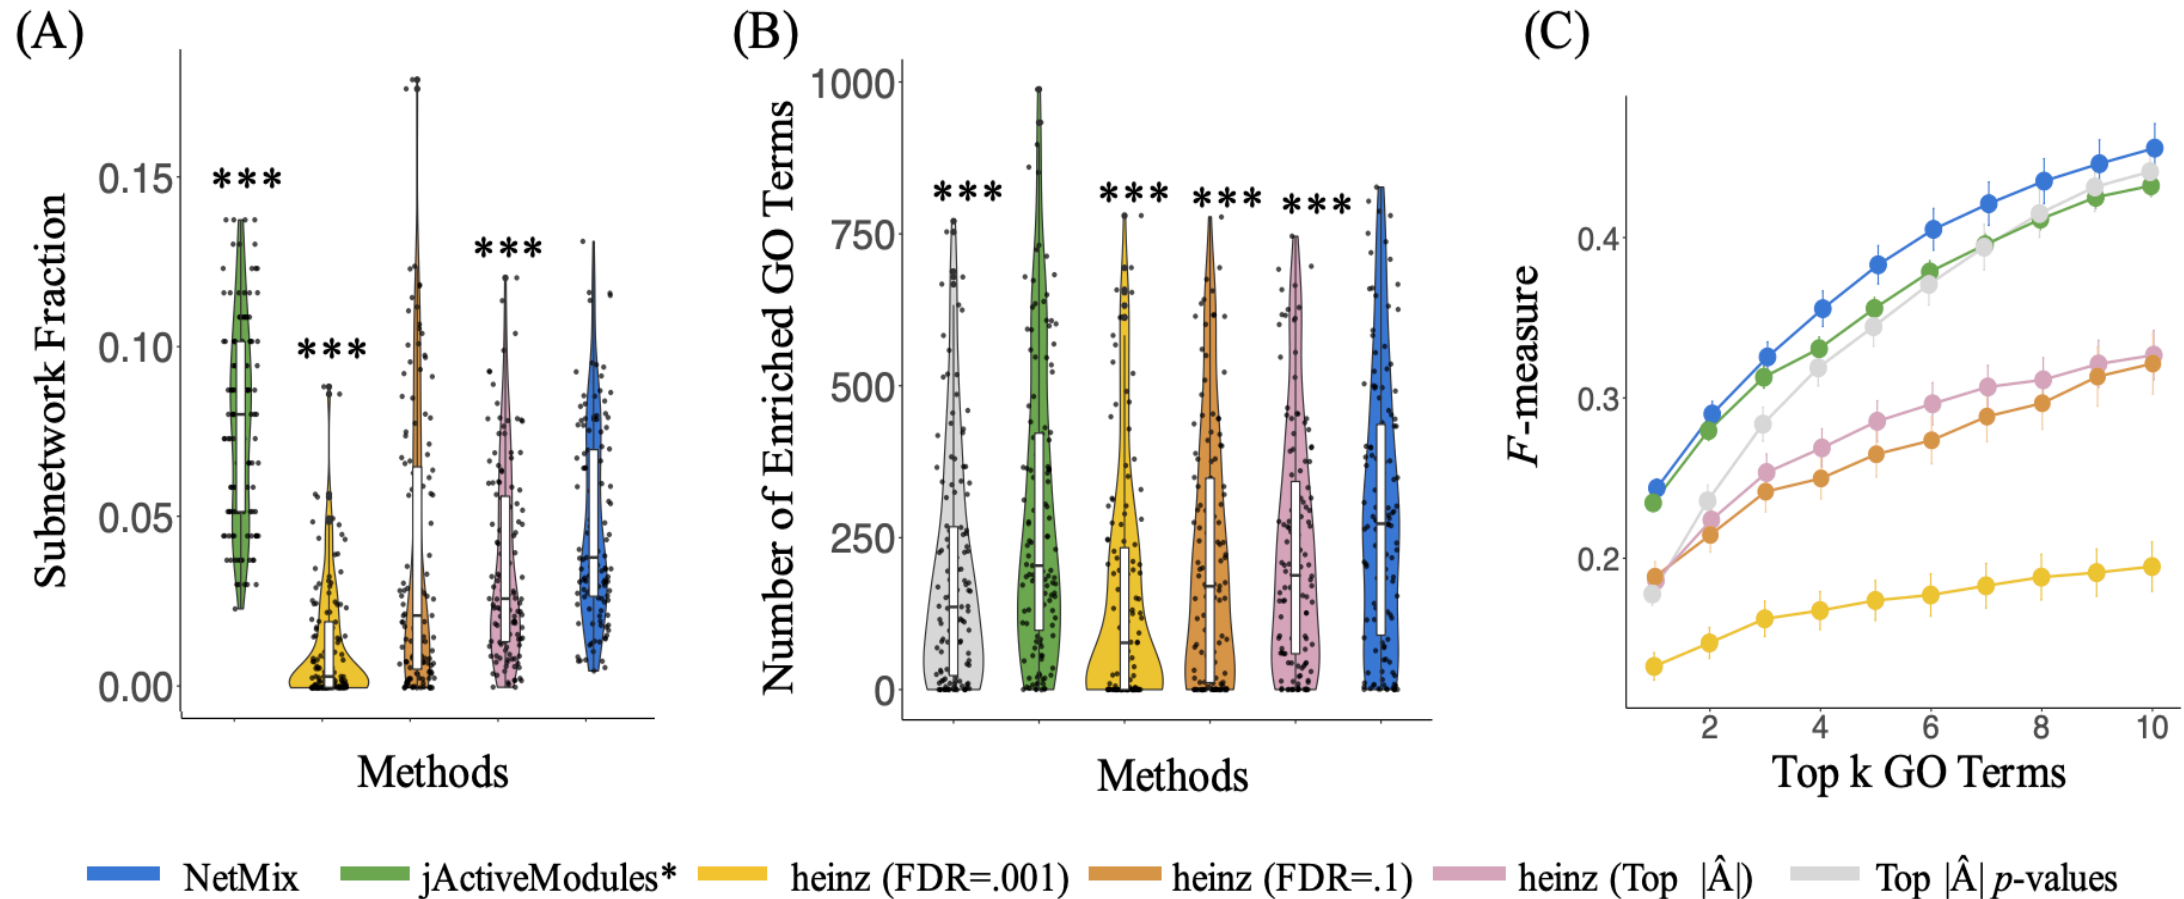 (A)
Subnetwork Fraction
0.15
0.10
0.05
0.00
***
***
***
Methods
(B)
Number of Enriched GO Terms
1000
750
500
250
0
***
***
***
***
Methods
(C)
F-measure
0.4
0.3
0.2
2 4 6 8 10
Top k GO Terms
NetMix
jActiveModules*
heinz (FDR=.001)
heinz (FDR=.1)
heinz (Top |Â|)
Top |Â| p-values